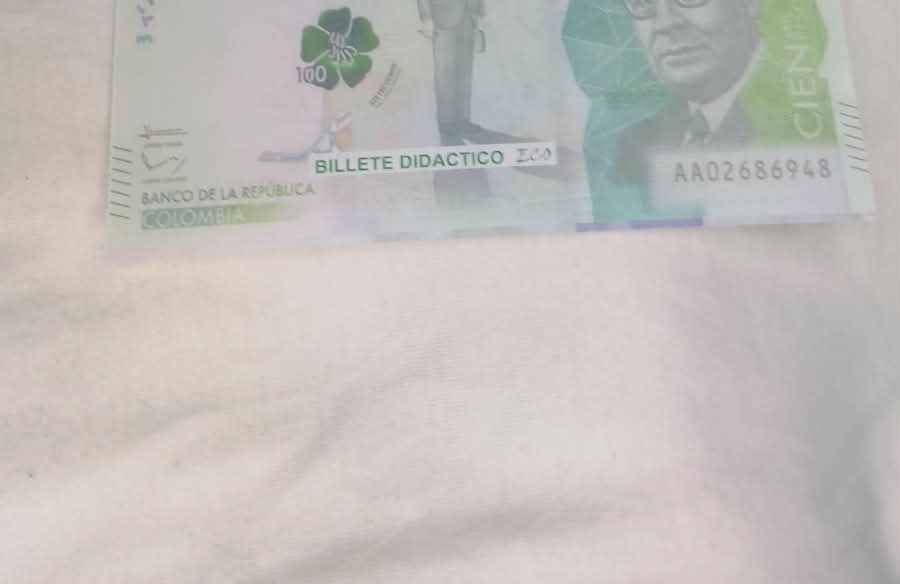 100
CIEN
BILLETE DIDACTICO ECO
AA02686948
BANCO DE LA REPÚBLICA
COLOMBIA